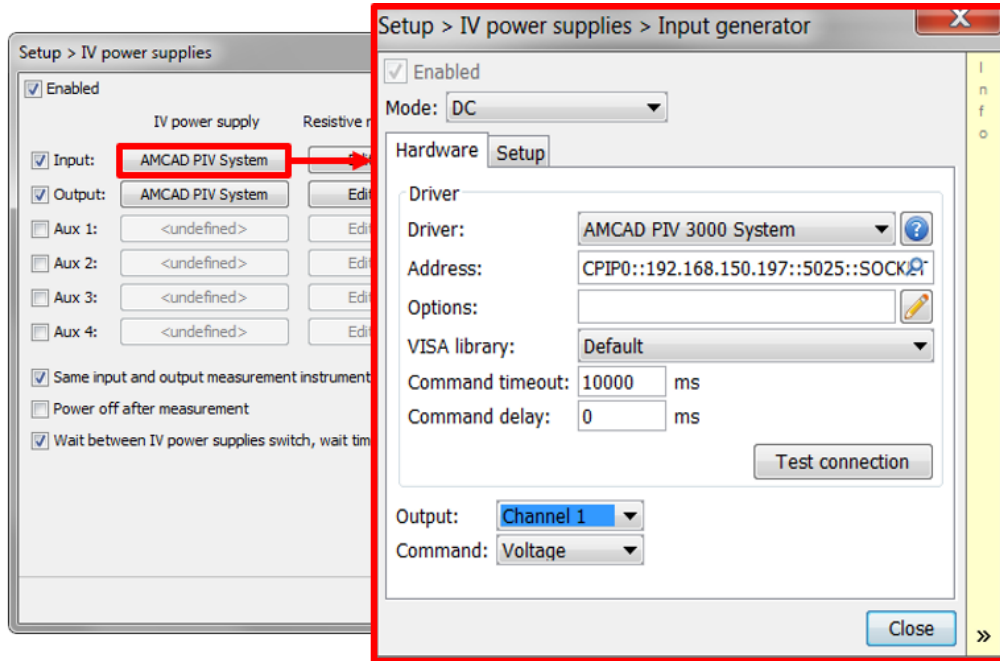 Setup > IV power supplies
Enabled
IV power supply Resistive
Input: AMCAD PIV System
Output: AMCAD PIV System Edit
Aux 1: <undefined> Edit
Aux 2: <undefined> Edit
Aux 3: <undefined> Edit
Aux 4: <undefined> Edit
Same input and output measurement instrument
Power off after measurement
Wait between IV power supplies switch, wait tim
Setup > IV power supplies > Input generator
X
Enabled
Mode: DC
Hardware Setup
Driver
Driver: AMCAD PIV 3000 System ?
Address: CPIP0::192.168.150.197::5025::SOCKET
Options:
VISA library: Default
Command timeout: 10000 ms
Command delay: 0 ms
Test connection
Output: Channel 1
Command: Voltage
Close
Info
»